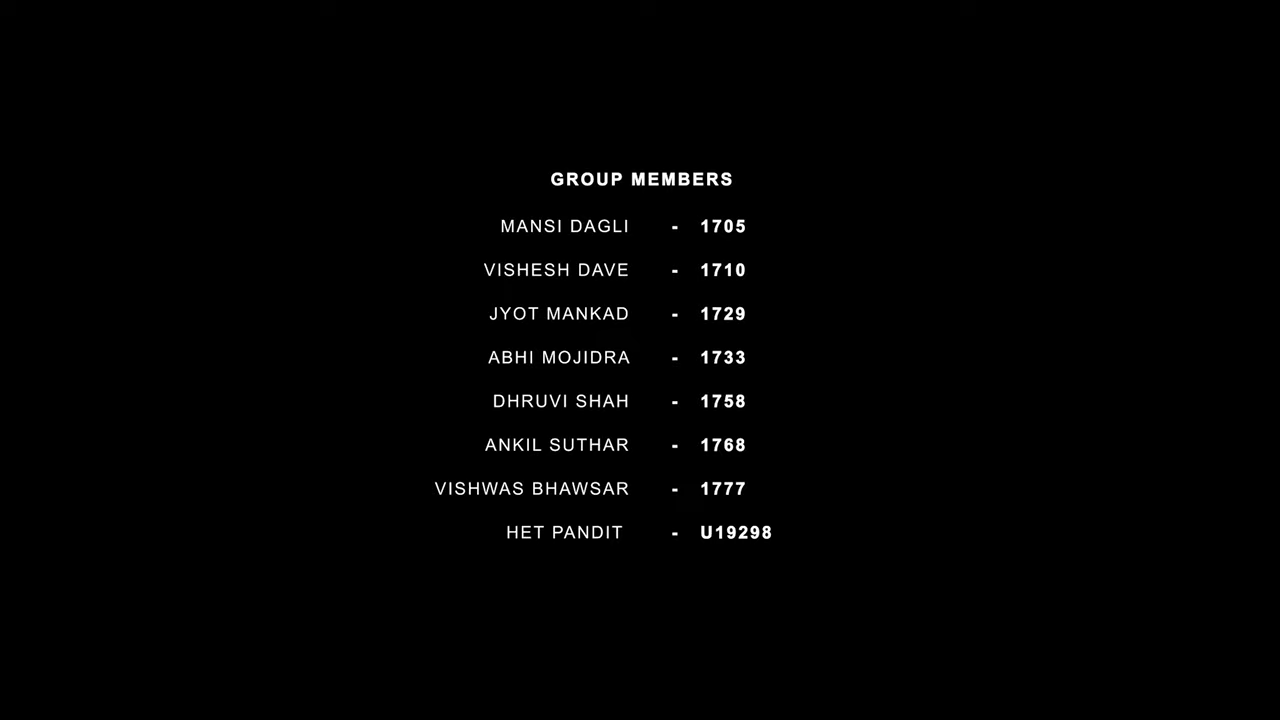 GROUP MEMBERS
MANSI DAGLI - 1705
VISHESH DAVE - 1710
JYOT MANKAD - 1729
ABHI MOJIDRA - 1733
DHRUVI SHAH - 1758
ANKIL SUTHAR - 1768
VISHWAS BHAWSAR - 1777
HET PANDIT - U19298